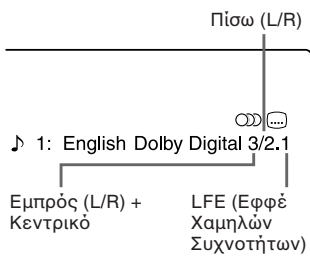 Πίσω (L/R)
♪ 1: English Dolby Digital 3/2.1
Εμπρός (L/R) +
Κεντρικό
LFE (Εφφέ
Χαμηλών
Συχνοτήτων)